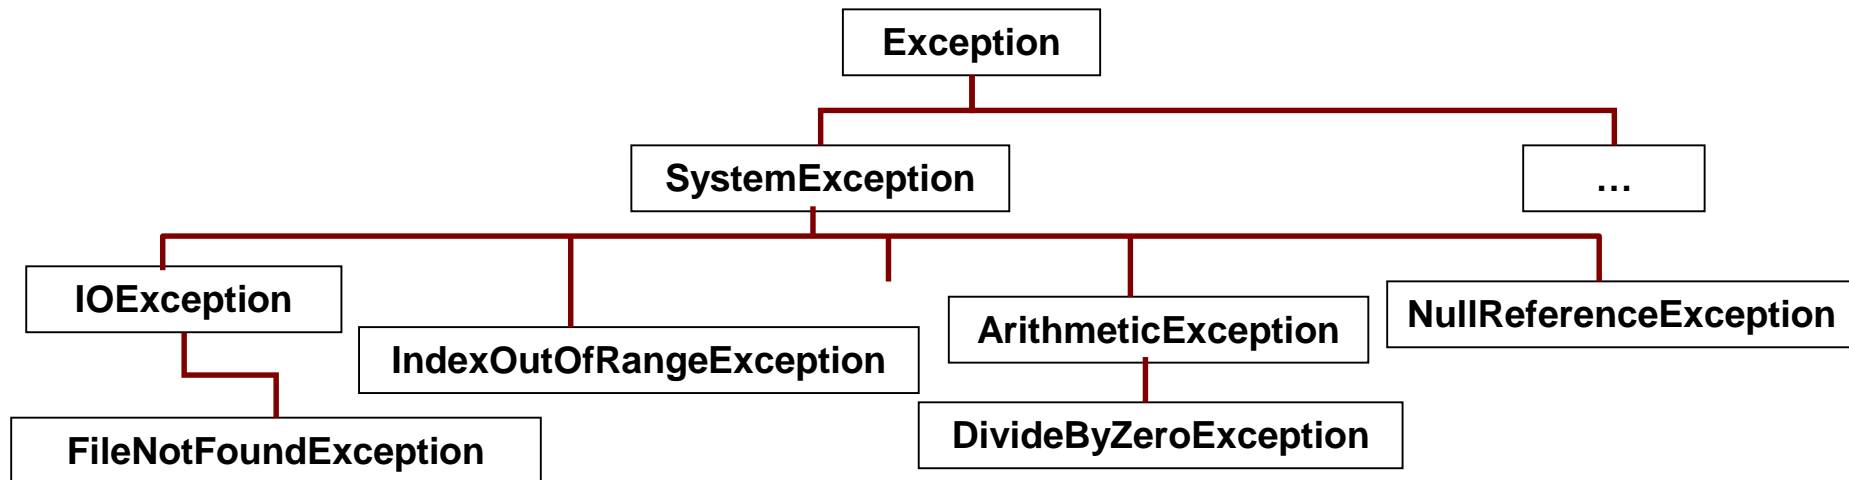 Exception
SystemException
...
IOException
IndexOutOfRangeException
ArithmeticException
NullReferenceException
FileNotFoundException
DivideByZeroException